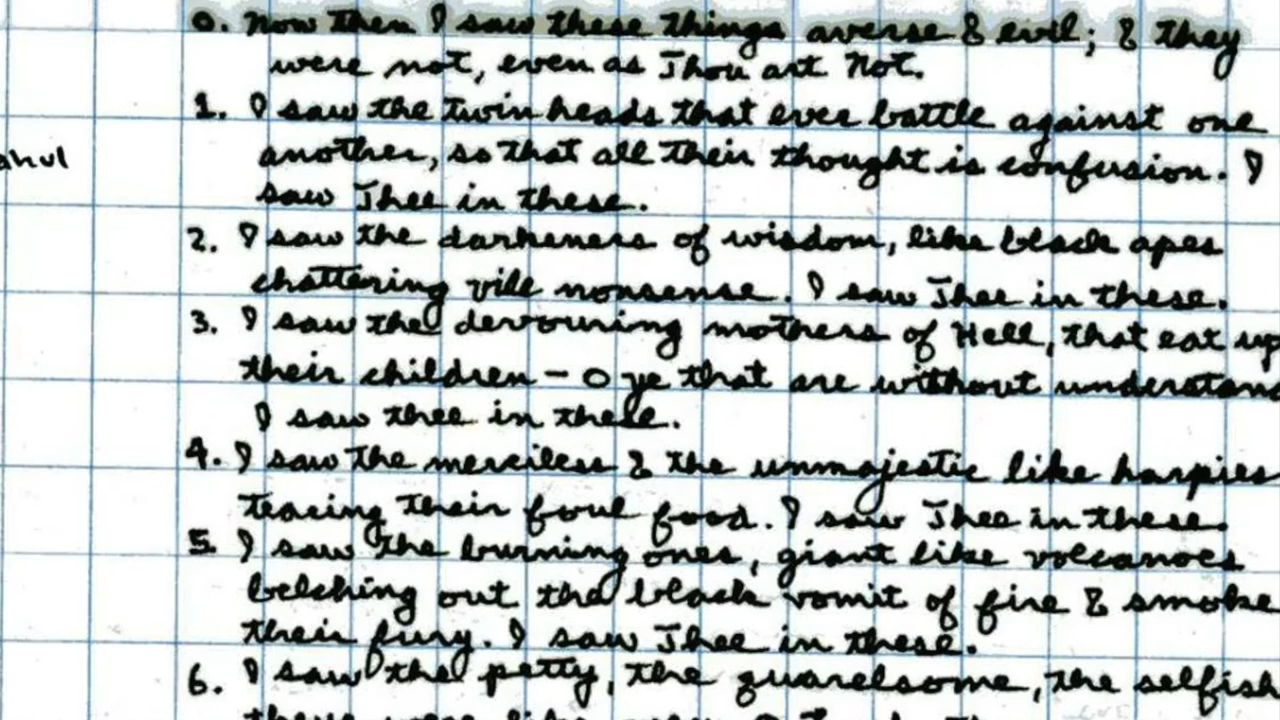 0. Now then I saw these things averse & evil; & they
were not, even as Thou art Not.
1. I saw the twin heads that ever battle against one
ahul
another, so that all their thought is confusion. I
saw Thee in these.
2. I saw the darkeners of wisdom, like black apes
chattering vile nonsense. I saw Thee in these.
3. I saw the devouring mothers of Hell, that eat up
their children - O ye that are without understand
I saw thee in these.
4. I saw the merciless & the unmajestic like harpies
tearing their foul food. I saw Thee in these.
5. I saw the burning ones, giant like volcanoes
belching out the black vomit of fire & smoke
their fury. I saw Thee in these.
6. I saw the petty, the quarelsome, the selfish